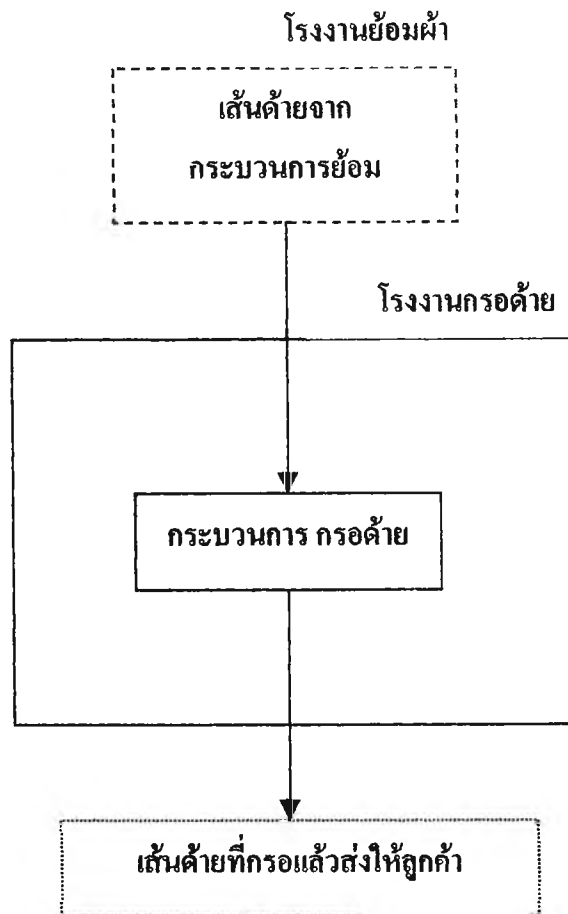 โรงงานย้อมผ้า
เส้นด้ายจาก
กระบวนการย้อม
โรงงานกรอด้าย
กระบวนการ กรอด้าย
เส้นด้ายที่กรอแล้วส่งให้ลูกค้า